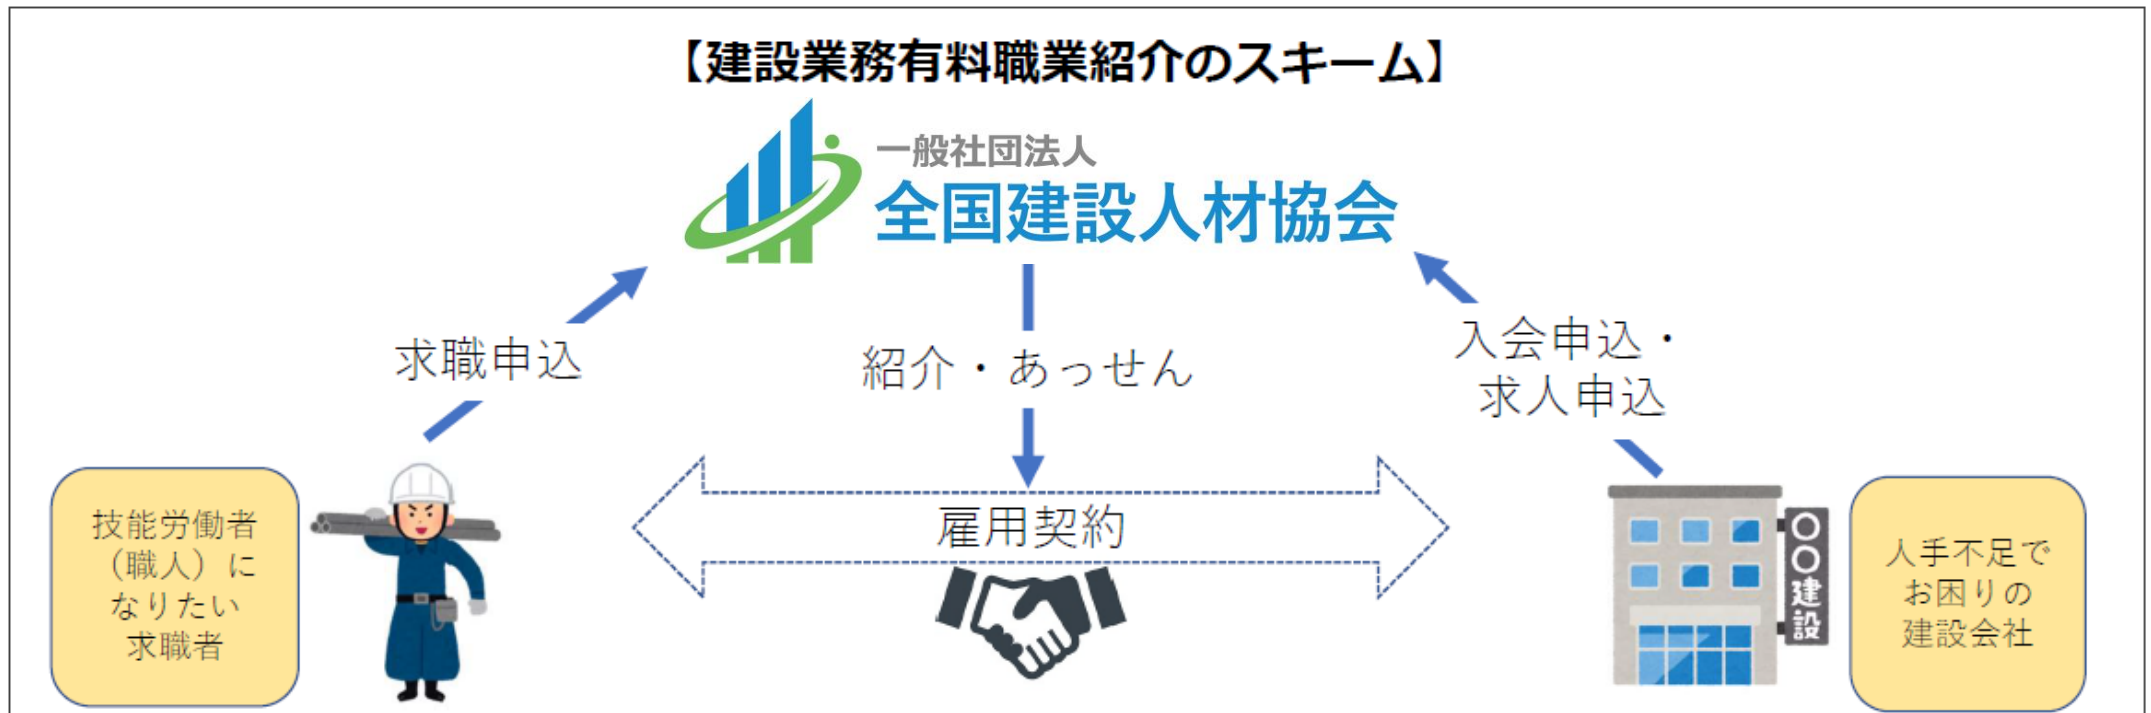 【建設業務有料職業紹介のスキーム】
一般社団法人
全国建設人材協会
求職申込
紹介・あっせん
入会申込・
求人申込
技能労働者
（職人）に
なりたい
求職者
雇用契約
〇〇建設
人手不足で
お困りの
建設会社